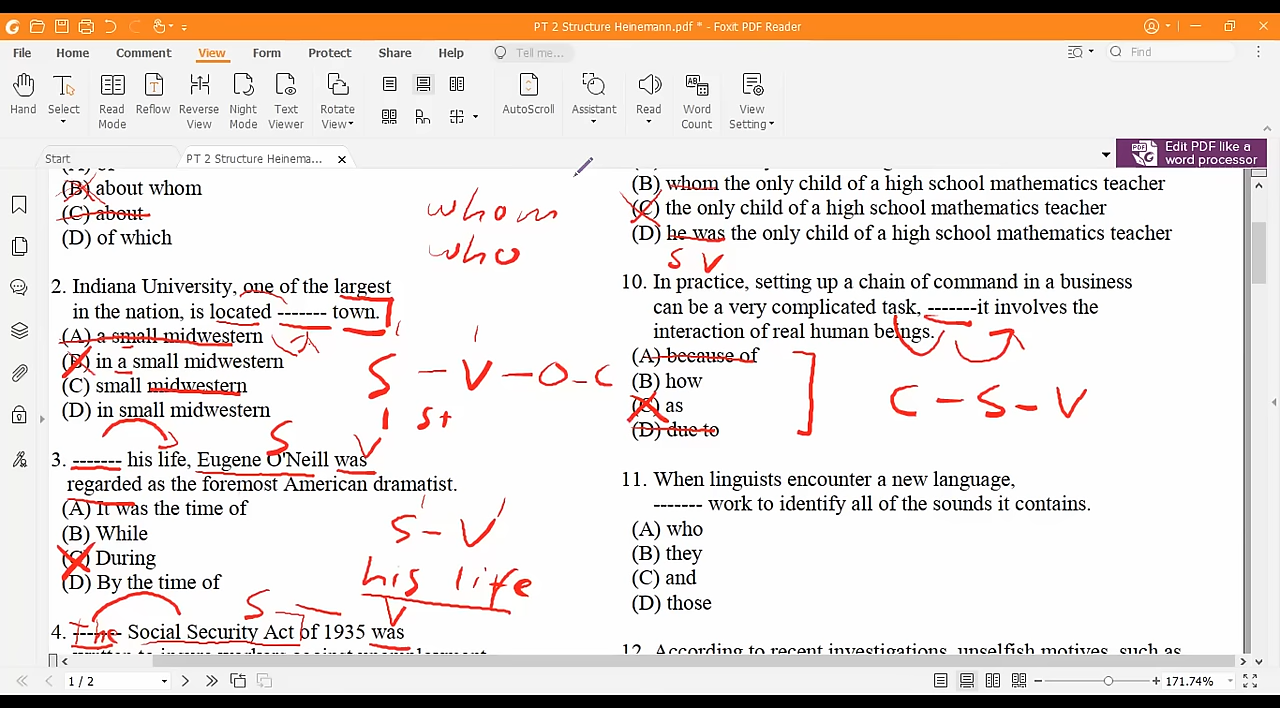 PT 2 Structure Heinemann.pdf * - Foxit PDF Reader
File Home Comment View Form Protect Share Help Tell me... Find
Hand Select Read Mode Reflow Reverse View Night Mode Text Viewer Rotate View AutoScroll Assistant Read Word Count View Setting
Start PT 2 Structure Heinema... Edit PDF like a word processor
(B) about whom
(C) about
(D) of which
whom
who
2. Indiana University, one of the largest
in the nation, is located ------- town.
(A) a small midwestern
(B) in a small midwestern
(C) small midwestern
(D) in small midwestern
S - V - O - C
S+
S V
3. ------- his life, Eugene O'Neill was
regarded as the foremost American dramatist.
(A) It was the time of
(B) While
(C) During
(D) By the time of
S - V
his life
S V
4. ------- Social Security Act of 1935 was
The
(B) whom the only child of a high school mathematics teacher
(C) the only child of a high school mathematics teacher
(D) he was the only child of a high school mathematics teacher
S V
10. In practice, setting up a chain of command in a business
can be a very complicated task, -------it involves the
interaction of real human beings.
(A) because of
(B) how
(C) as
(D) due to
C - S - V
11. When linguists encounter a new language,
------- work to identify all of the sounds it contains.
(A) who
(B) they
(C) and
(D) those
12. According to recent investigations, unselfish motives, such as
1 / 2 171.74%